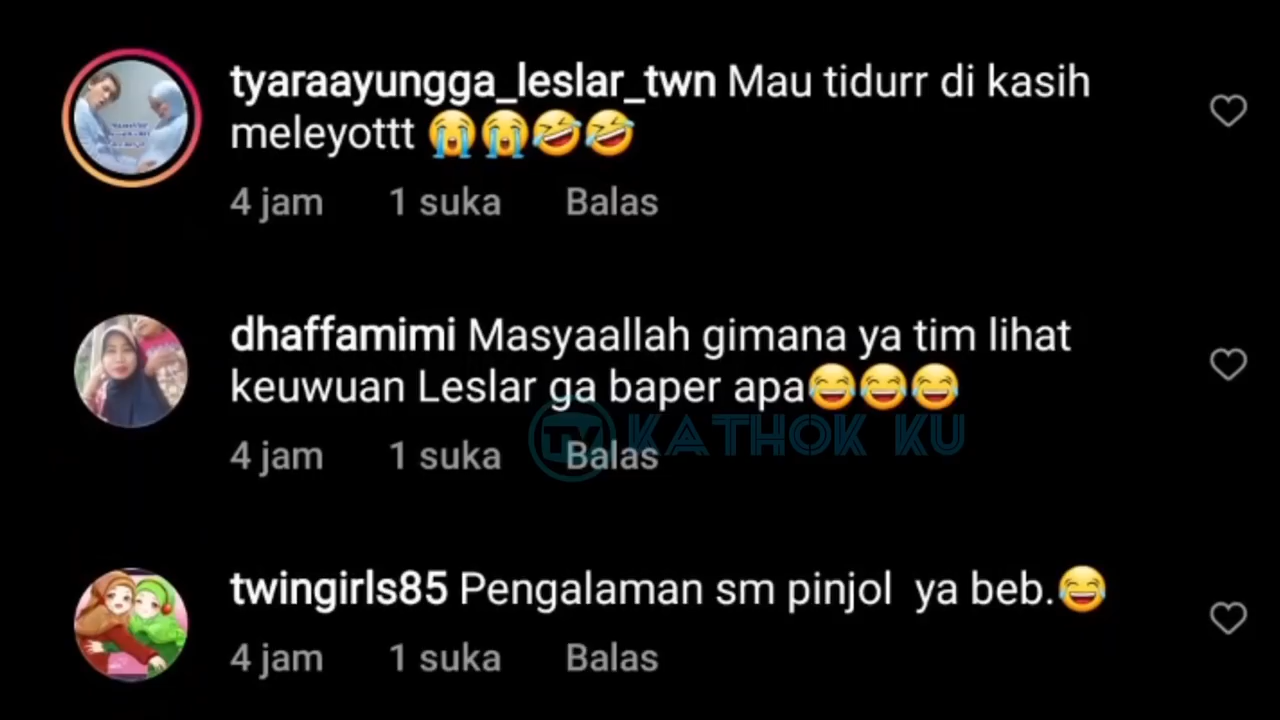 tyaraayungga_leslar_twn Mau tidurr di kasih
meleyottt 😭😭🤣🤣
4 jam 1 suka Balas
dhaffamimi Masyaallah gimana ya tim lihat
keuwuan Leslar ga baper apa😂😂😂
TV KATHOK KU
4 jam 1 suka Balas
twingirls85 Pengalaman sm pinjol ya beb.😂
4 jam 1 suka Balas